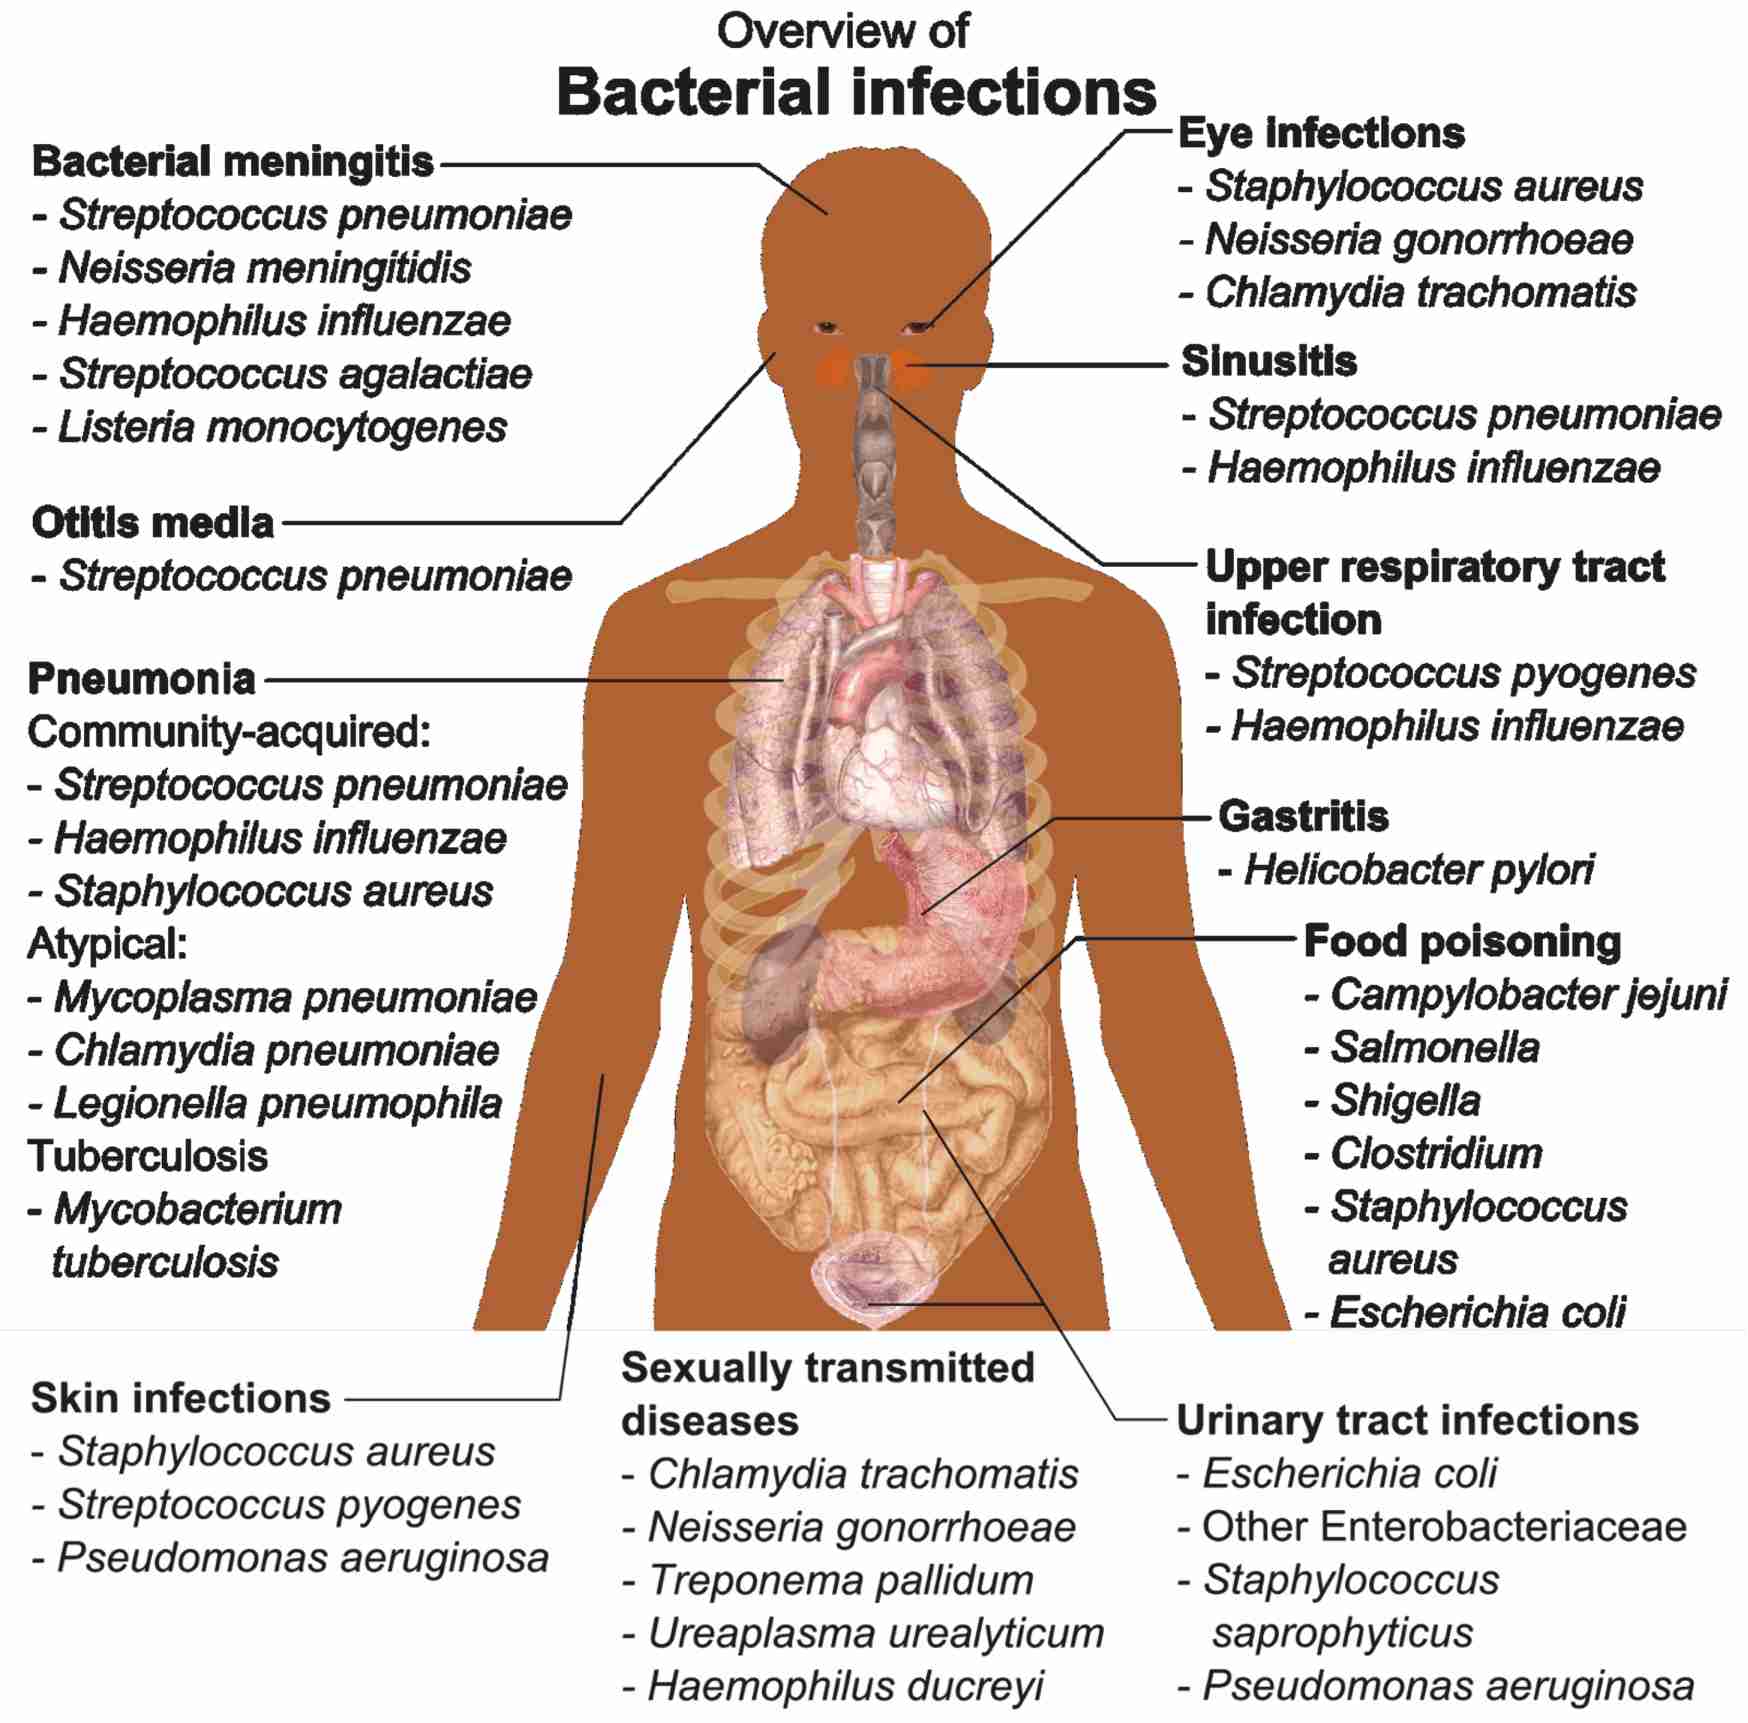 Overview of
Bacterial infections
Bacterial meningitis
- Streptococcus pneumoniae
- Neisseria meningitidis
- Haemophilus influenzae
- Streptococcus agalactiae
- Listeria monocytogenes
Otitis media
- Streptococcus pneumoniae
Pneumonia
Community-acquired:
- Streptococcus pneumoniae
- Haemophilus influenzae
- Staphylococcus aureus
Atypical:
- Mycoplasma pneumoniae
- Chlamydia pneumoniae
- Legionella pneumophila
Tuberculosis
- Mycobacterium
tuberculosis
Skin infections
- Staphylococcus aureus
- Streptococcus pyogenes
- Pseudomonas aeruginosa
Eye infections
- Staphylococcus aureus
- Neisseria gonorrhoeae
- Chlamydia trachomatis
Sinusitis
- Streptococcus pneumoniae
- Haemophilus influenzae
Upper respiratory tract
infection
- Streptococcus pyogenes
- Haemophilus influenzae
Gastritis
- Helicobacter pylori
Food poisoning
- Campylobacter jejuni
- Salmonella
- Shigella
- Clostridium
- Staphylococcus
aureus
- Escherichia coli
Sexually transmitted
diseases
- Chlamydia trachomatis
- Neisseria gonorrhoeae
- Treponema pallidum
- Ureaplasma urealyticum
- Haemophilus ducreyi
Urinary tract infections
- Escherichia coli
- Other Enterobacteriaceae
- Staphylococcus
saprophyticus
- Pseudomonas aeruginosa